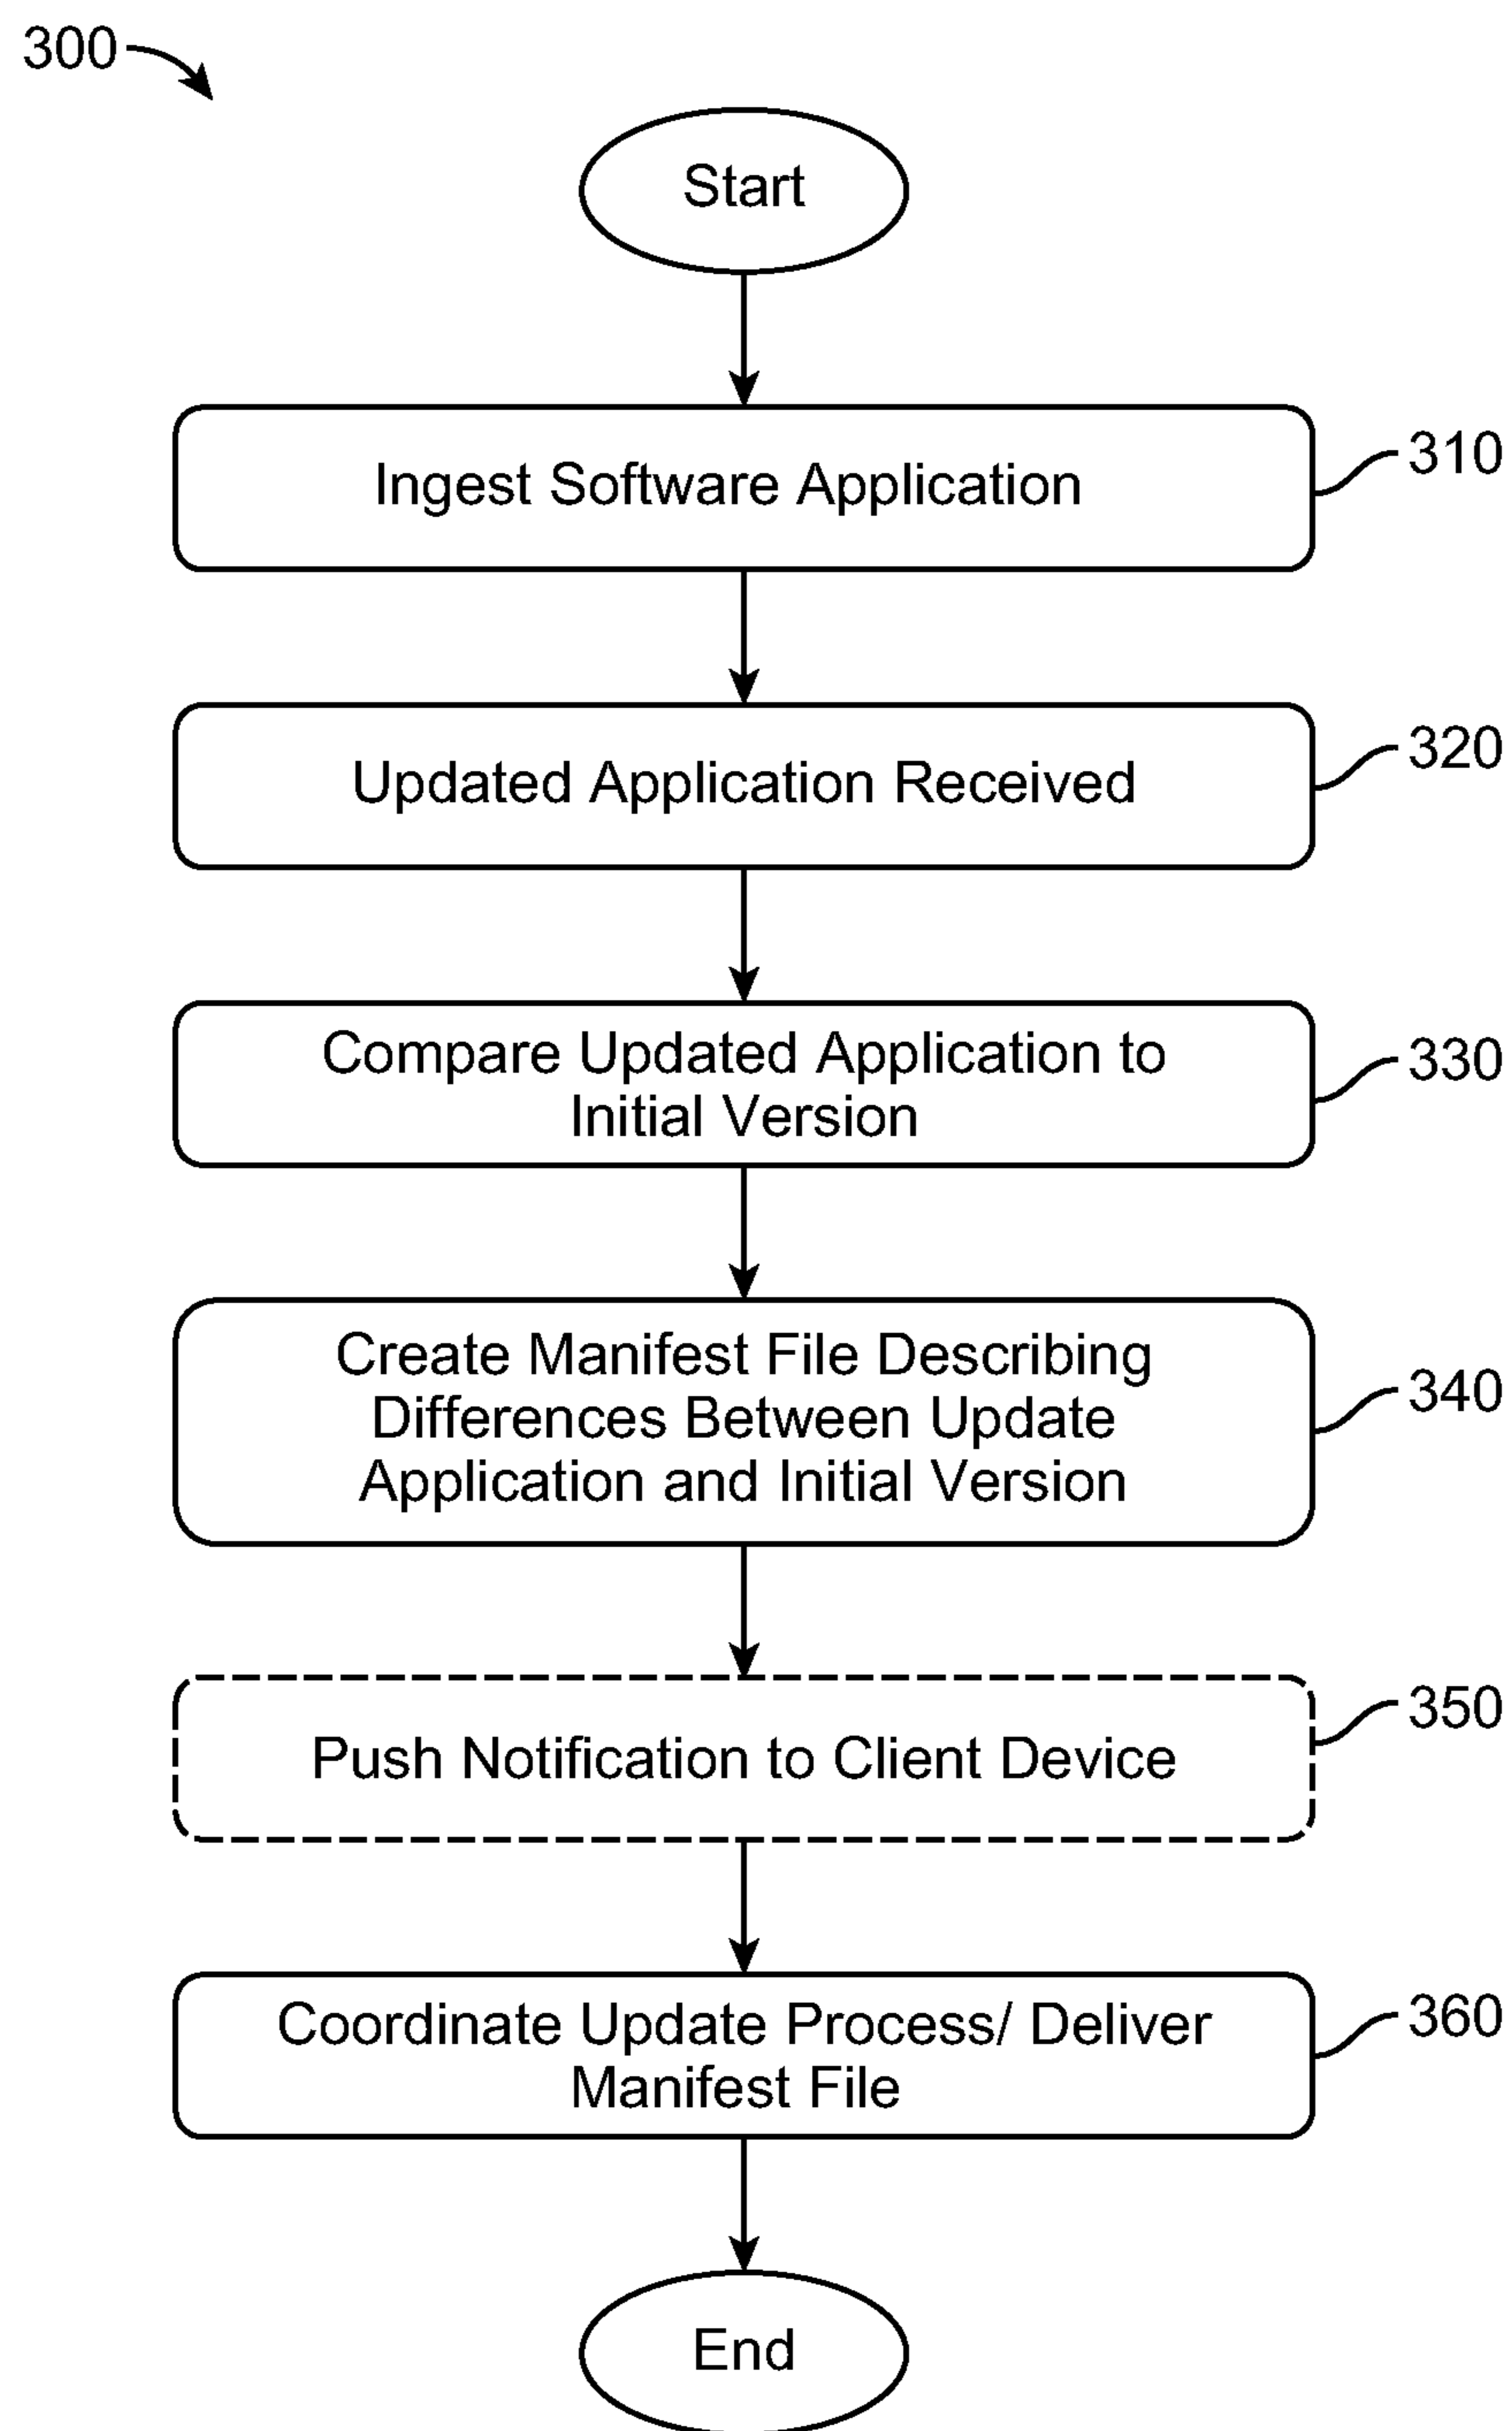 300
Start
Ingest Software Application
310
Updated Application Received
320
Compare Updated Application to
Initial Version
330
Create Manifest File Describing
Differences Between Update
Application and Initial Version
340
Push Notification to Client Device
350
Coordinate Update Process/ Deliver
Manifest File
360
End